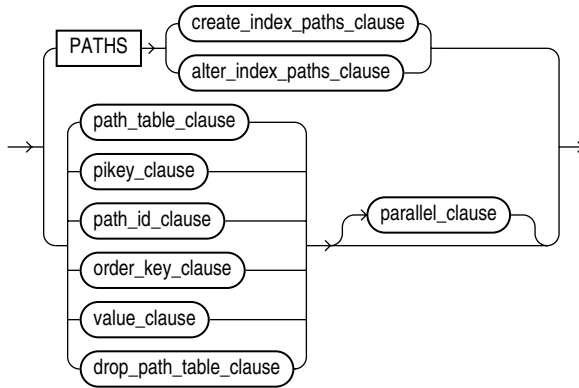 PATHS
create_index_paths_clause
alter_index_paths_clause
path_table_clause
pikey_clause
path_id_clause
order_key_clause
value_clause
drop_path_table_clause
parallel_clause